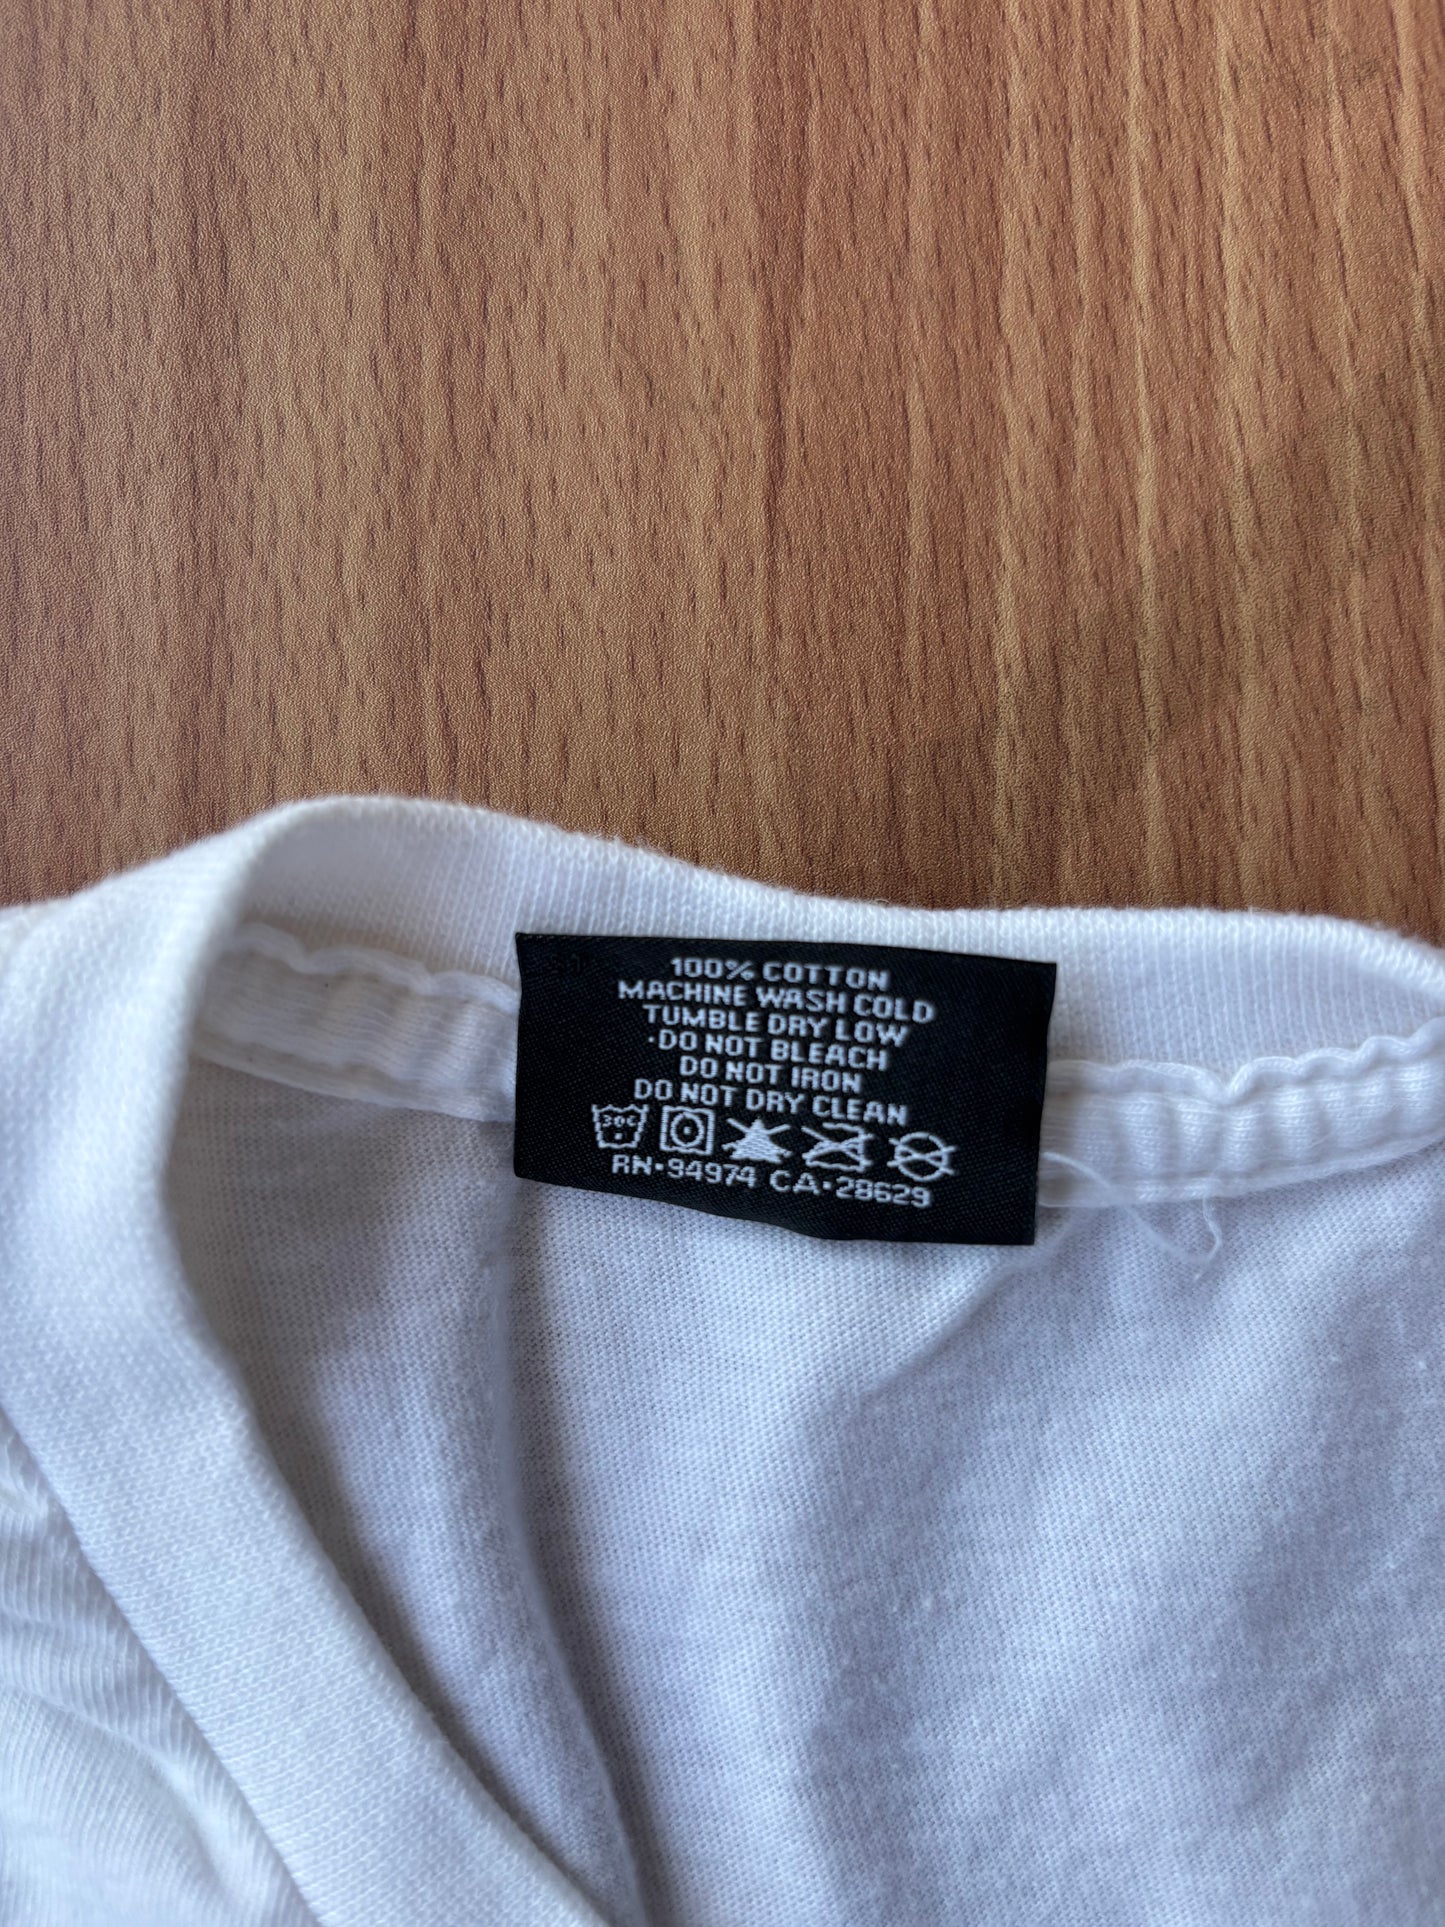 100% COTTON
MACHINE WASH COLD
TUMBLE DRY LOW
·DO NOT BLEACH
DO NOT IRON
DO NOT DRY CLEAN
30C
RN·94974 CA·28629